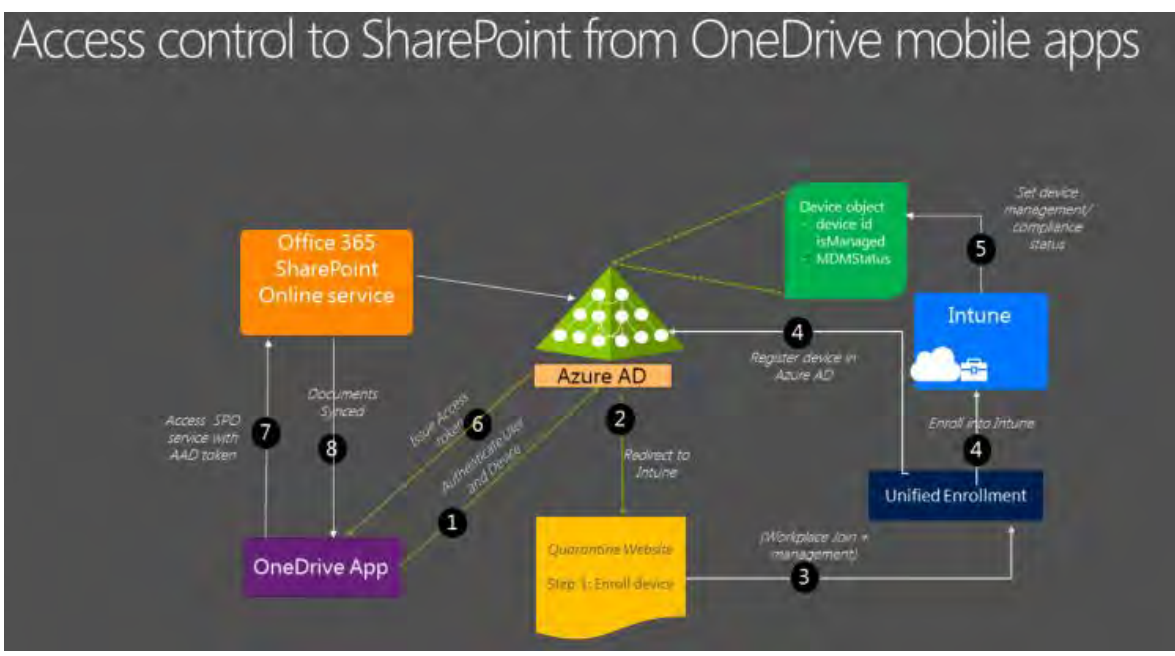 Access control to SharePoint from OneDrive mobile apps
Office 365
SharePoint
Online service
Device object
- device id
isManaged
- MDMStatus
Set device
management/
compliance
status
5
Intune
4
Register device in
Azure AD
Azure AD
Enroll into Intune
4
Unified Enrollment
2
Redirect to
Intune
Issue Access
token
6
Authenticate User
and Device
1
Access SPO
service with
AAD token
7
Documents
Synced
8
OneDrive App
Quarantine Website
Step 1: Enroll device
(Workplace Join +
management)
3